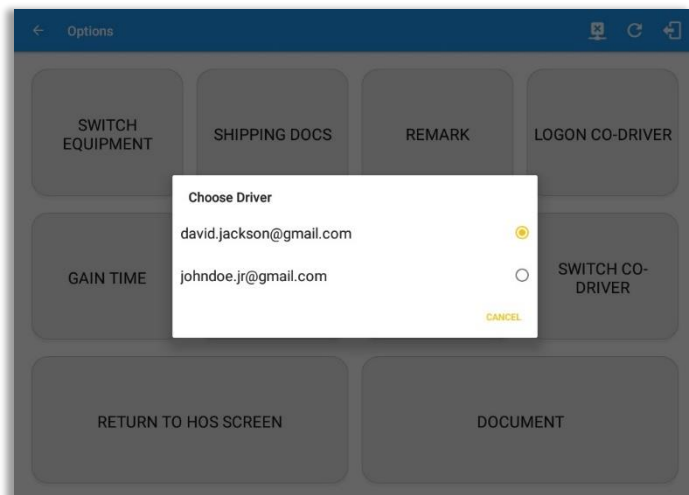 Options
SWITCH
EQUIPMENT
SHIPPING DOCS
REMARK
LOGON CO-DRIVER
Choose Driver
david.jackson@gmail.com
johndoe.jr@gmail.com
CANCEL
GAIN TIME
SWITCH CO-
DRIVER
RETURN TO HOS SCREEN
DOCUMENT